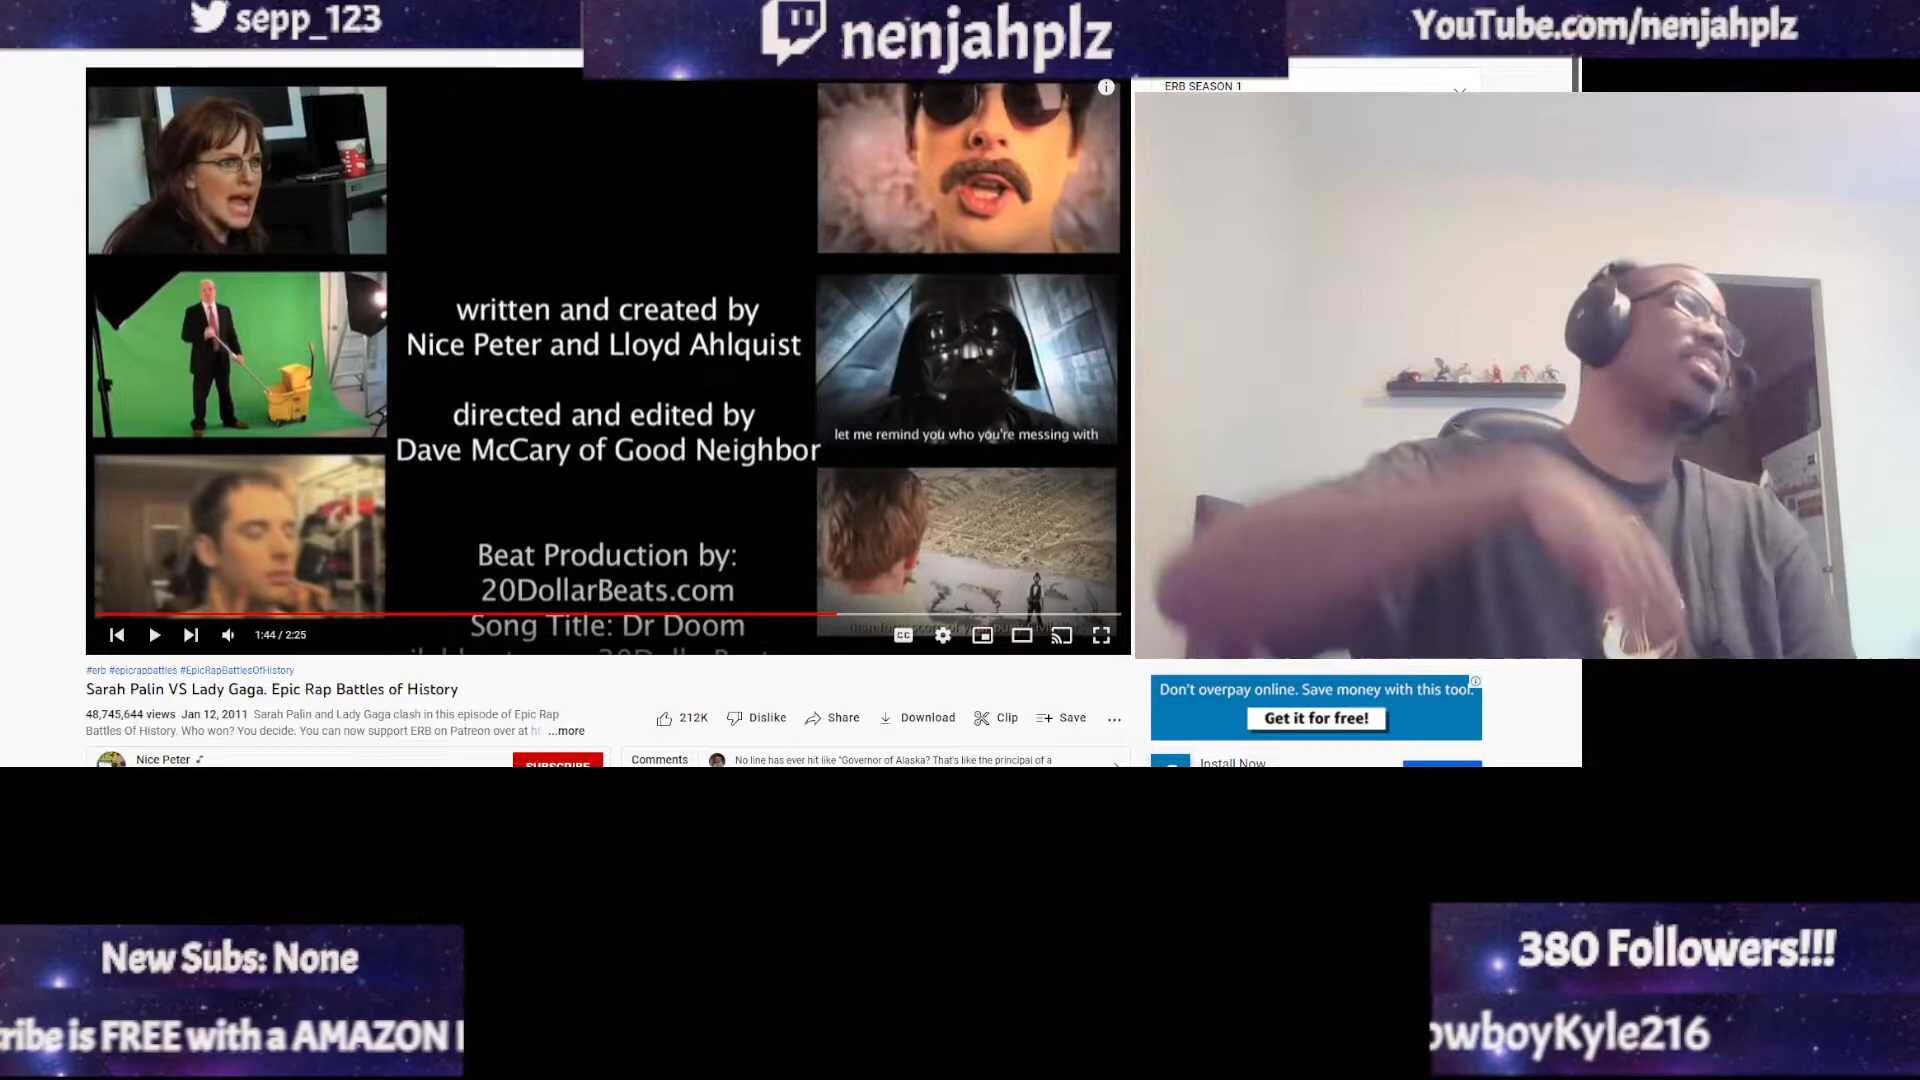 sepp_123
nenjahplz
YouTube.com/nenjahplz
ERB SEASON 1
written and created by
Nice Peter and Lloyd Ahlquist
directed and edited by
Dave McCary of Good Neighbor
let me remind you who you're messing with
Beat Production by:
20DollarBeats.com
Song Title: Dr Doom
1:44 / 2:25
CC
#erb #epicrapbattles #EpicRapBattlesOfHistory
Sarah Palin VS Lady Gaga. Epic Rap Battles of History
48,745,644 views Jan 12, 2011 Sarah Palin and Lady Gaga clash in this episode of Epic Rap
Battles Of History. Who won? You decide. You can now support ERB on Patreon over at ht ...more
212K Dislike Share Download Clip Save
Don't overpay online. Save money with this tool.
Get it for free!
Nice Peter
SUBSCRIBE
Comments
No line has ever hit like "Governor of Alaska? That's like the principal of a
Install Now
New Subs: None
380 Followers!!!
cribe is FREE with a AMAZON
owboyKyle216